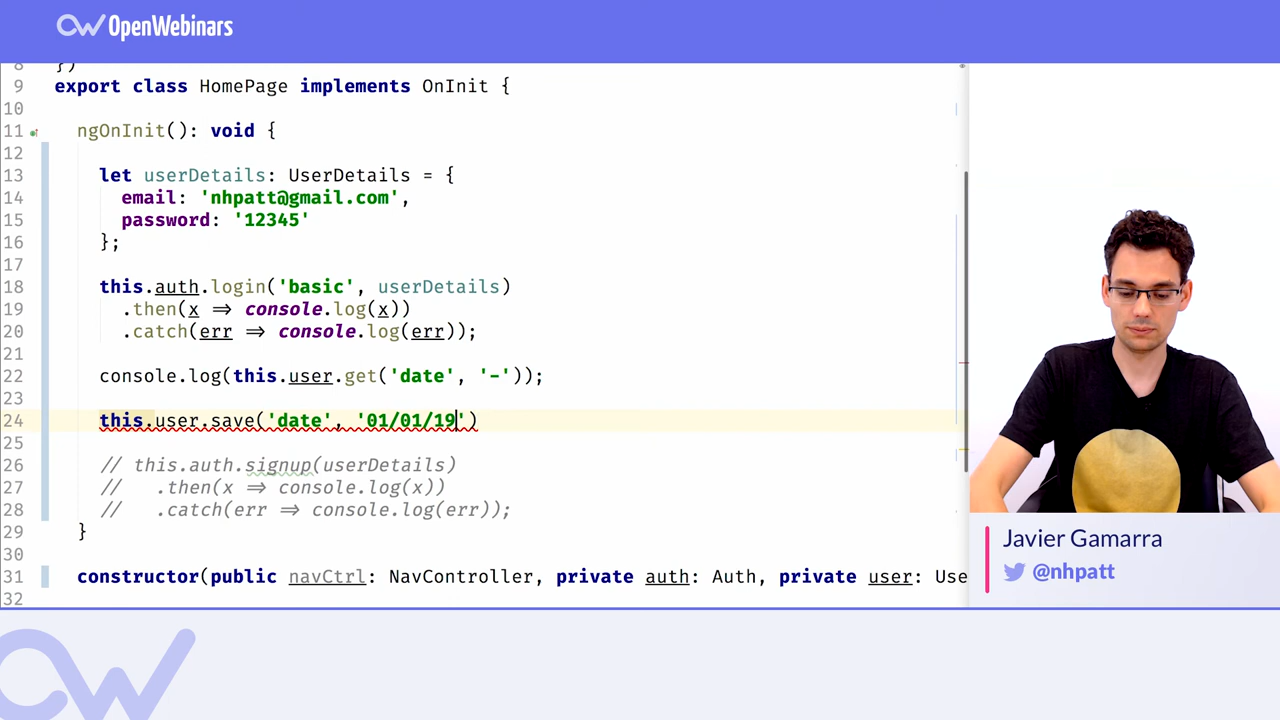 OpenWebinars
8 })
9 export class HomePage implements OnInit {
10
11 ngOnInit(): void {
12
13 let userDetails: UserDetails = {
14 email: 'nhpatt@gmail.com',
15 password: '12345'
16 };
17
18 this.auth.login('basic', userDetails)
19 .then(x => console.log(x))
20 .catch(err => console.log(err));
21
22 console.log(this.user.get('date', '-'));
23
24 this.user.save('date', '01/01/19')
25
26 // this.auth.signup(userDetails)
27 // .then(x => console.log(x))
28 // .catch(err => console.log(err));
29 }
30
31 constructor(public navCtrl: NavController, private auth: Auth, private user: Use
32
Javier Gamarra
@nhpatt